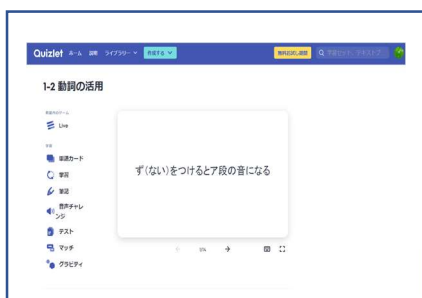 Quizlet ホーム 説明 ライブラリー 作成する 無料お試し期間
1-2 動詞の活用
Live
単語カード
学習
筆記
音声チャレ
ンジ
テスト
マッチ
グラビティ
ず(ない)をつけるとア段の音になる